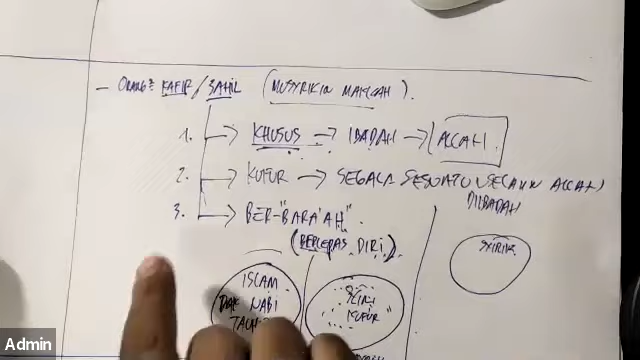 - ORANG² KAFIR / JAHIL (MUSYRIKIN MAKKAH).
1. → KHUSUS → IBADAH → ALLAH.
2. → KUFUR → SEGALA SESUATU SELAIN ALLAH
DIIBADAH
3. → BER-"BARA'AH".
(BERLEPAS DIRI).
SYIRIK
ISLAM
NABI
KUFUR
Admin